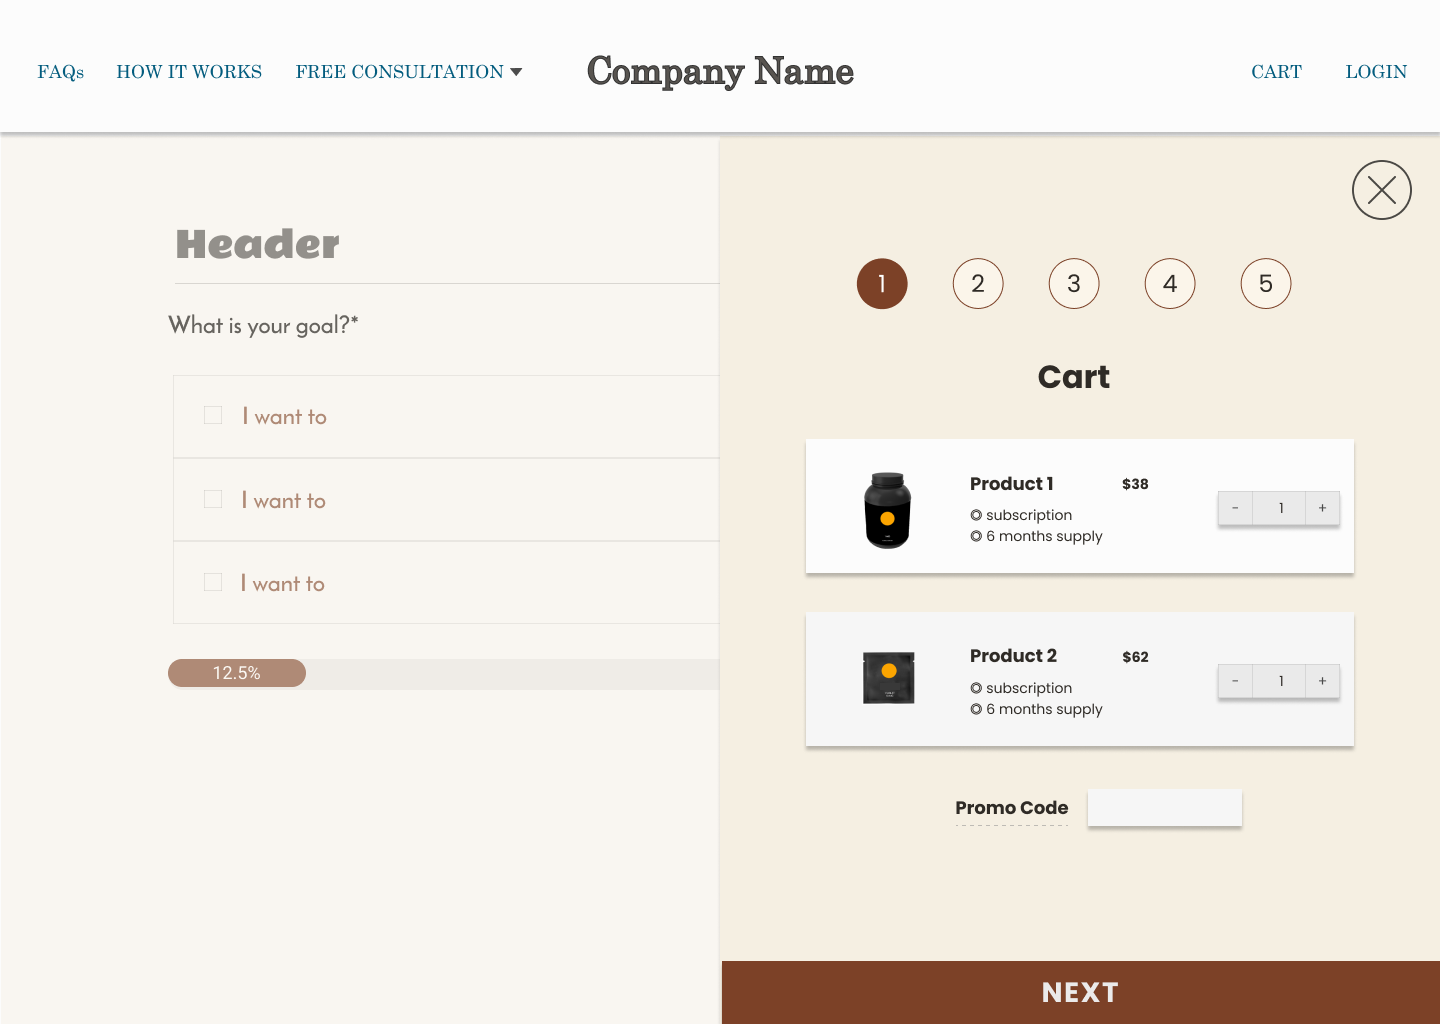 FAQs HOW IT WORKS FREE CONSULTATION Company Name CART LOGIN
Header
What is your goal?*
I want to
I want to
I want to
12.5%
1 2 3 4 5
Cart
Product 1 $38
subscription
6 months supply
- 1 +
Product 2 $62
subscription
6 months supply
- 1 +
Promo Code
NEXT